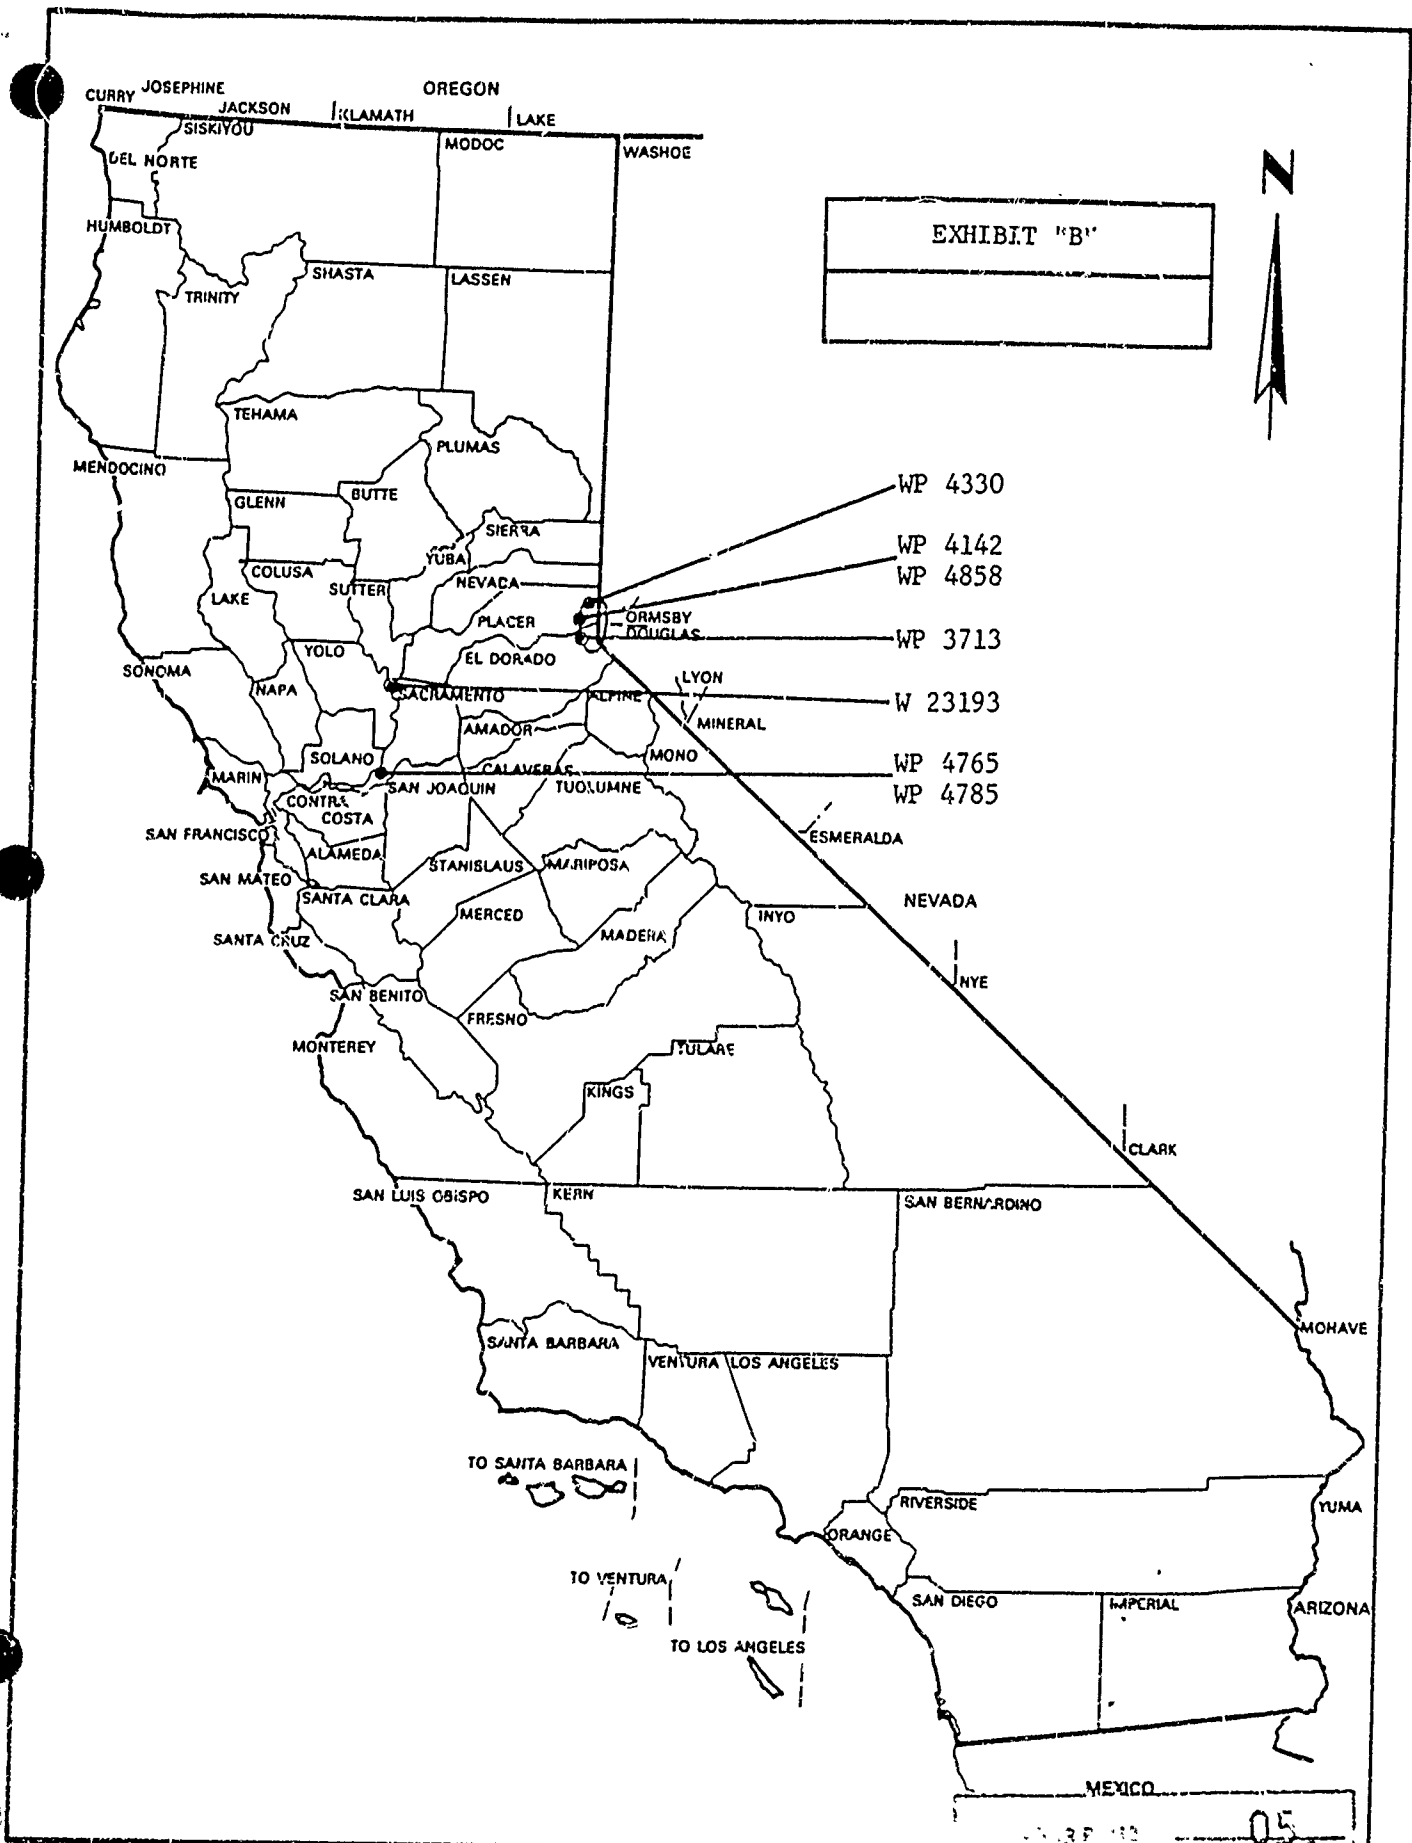 JOSEPHINE
OREGON
CURRY
JACKSON
KLAMATH
LAKE
SISKIYOU
MODOC
WASHOE
DEL NORTE
N
HUMBOLDT
EXHIBIT "B"
SHASTA
LASSEN
TRINITY
TEHAMA
PLUMAS
MENDOCINO
WP 4330
BUTTE
GLENN
SIERRA
WP 4142
YUBA
COLUSA
WP 4858
NEVADA
SUTTER
LAKE
PLACER
ORMSBY
DOUGLAS
WP 3713
YOLO
EL DORADO
SONOMA
NAPA
LYON
SACRAMENTO
ALPINE
W 23193
MINERAL
AMADOR
SOLANO
MONO
WP 4765
CALAVERAS
MARIN
SAN JOAQUIN
TUOLUMNE
WP 4785
CONTRA
COSTA
SAN FRANCISCO
ESMERALDA
ALAMEDA
STANISLAUS
MARIPOSA
SAN MATEO
SANTA CLARA
NEVADA
MERCED
INYO
SANTA CRUZ
MADERA
NYE
SAN BENITO
FRESNO
MONTEREY
TULARE
KINGS
CLARK
SAN LUIS OBISPO
KERN
SAN BERNARDINO
MOHAVE
SANTA BARBARA
VENTURA
LOS ANGELES
TO SANTA BARBARA
RIVERSIDE
YUMA
ORANGE
TO VENTURA
SAN DIEGO
IMPERIAL
ARIZONA
TO LOS ANGELES
MEXICO
05